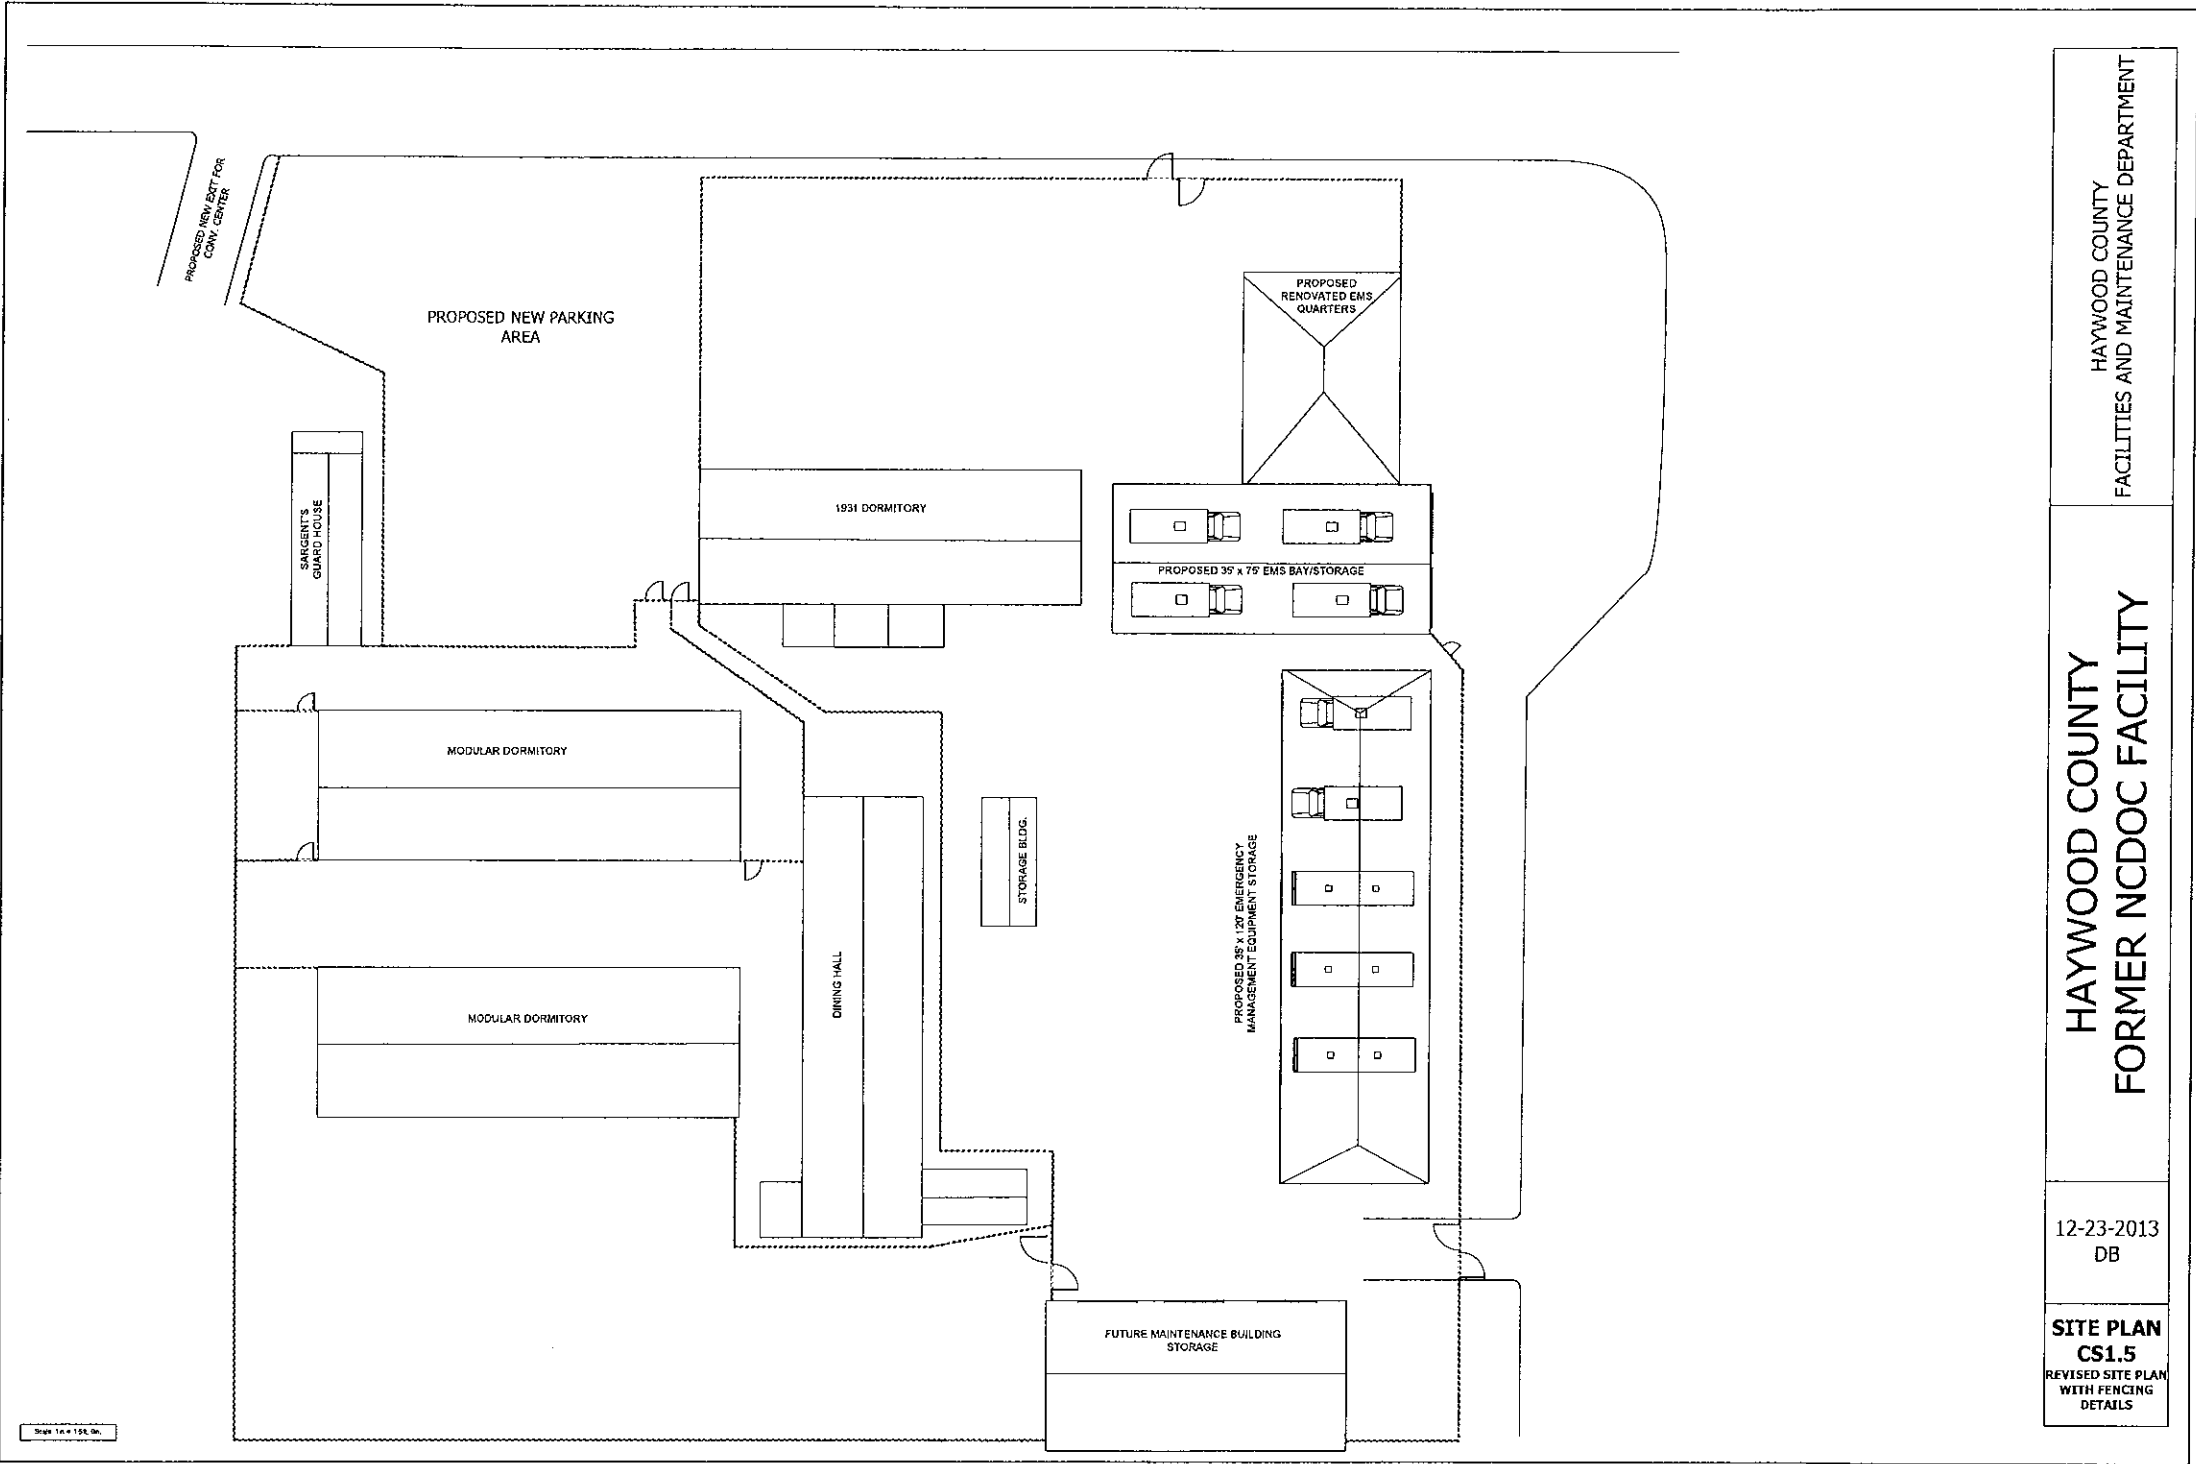 PROPOSED NEW EXIT FOR
CONV. CENTER
PROPOSED NEW PARKING
AREA
PROPOSED
RENOVATED EMS
QUARTERS
SARGENT'S
GUARD HOUSE
1931 DORMITORY
PROPOSED 35' x 75' EMS BAY/STORAGE
MODULAR DORMITORY
STORAGE BLDG.
PROPOSED 35' x 120' EMERGENCY
MANAGEMENT EQUIPMENT STORAGE
DINING HALL
MODULAR DORMITORY
FUTURE MAINTENANCE BUILDING
STORAGE
HAYWOOD COUNTY
FACILITIES AND MAINTENANCE DEPARTMENT
HAYWOOD COUNTY
FORMER NCDOC FACILITY
12-23-2013
DB
SITE PLAN
CS1.5
REVISED SITE PLAN
WITH FENCING
DETAILS